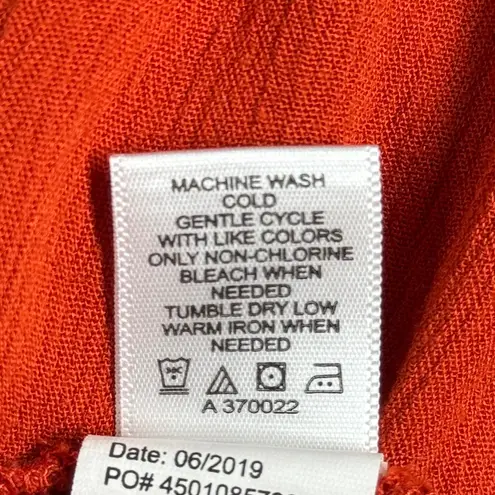 MACHINE WASH
COLD
GENTLE CYCLE
WITH LIKE COLORS
ONLY NON-CHLORINE
BLEACH WHEN
NEEDED
TUMBLE DRY LOW
WARM IRON WHEN
NEEDED
A 370022
Date: 06/2019
PO#